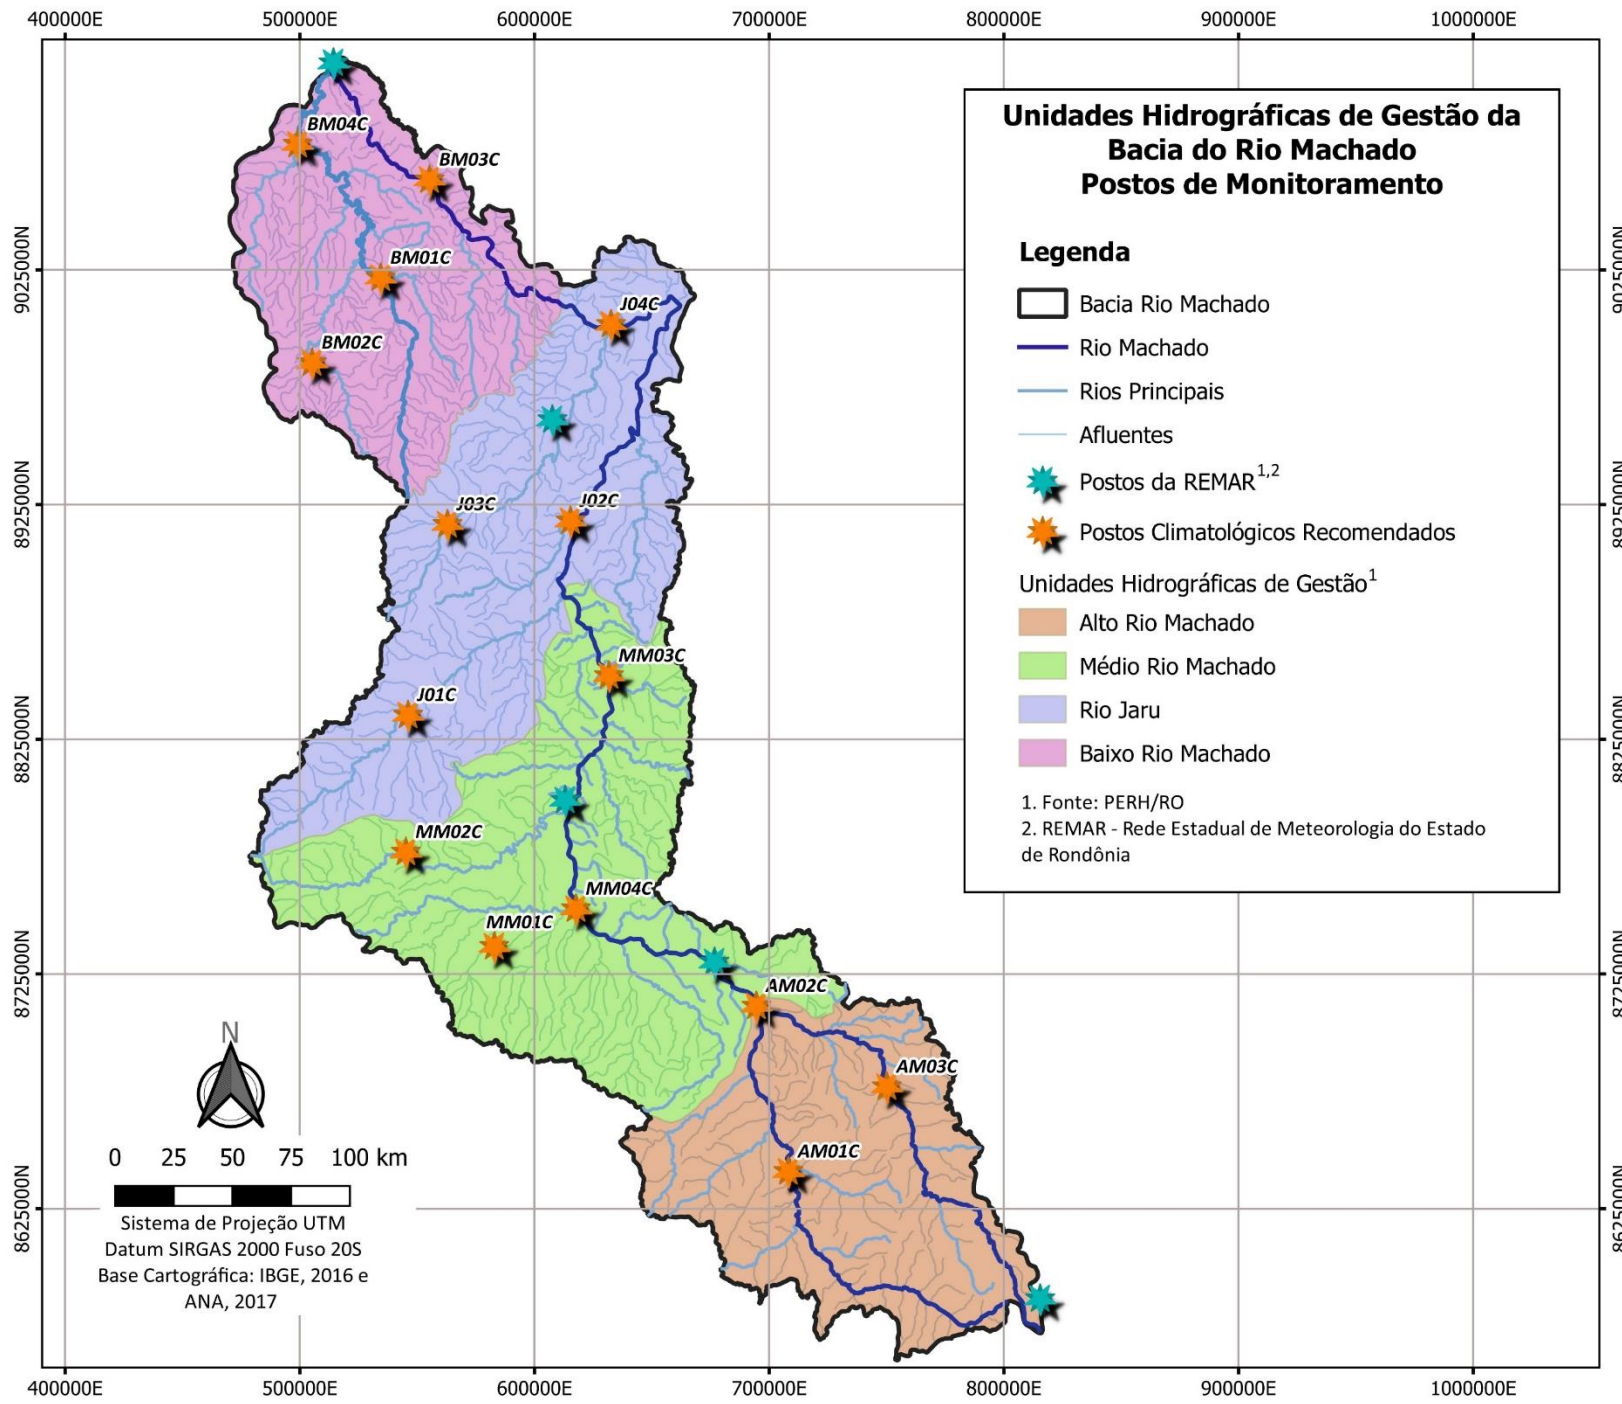 400000E 500000E 600000E 700000E 800000E 900000E 1000000E
Unidades Hidrográficas de Gestão da
Bacia do Rio Machado
Postos de Monitoramento
Legenda
Bacia Rio Machado
Rio Machado
Rios Principais
Afluentes
Postos da REMAR1,2
Postos Climatológicos Recomendados
Unidades Hidrográficas de Gestão1
Alto Rio Machado
Médio Rio Machado
Rio Jaru
Baixo Rio Machado
1. Fonte: PERH/RO
2. REMAR - Rede Estadual de Meteorologia do Estado
de Rondônia
BM04C
BM03C
BM01C
J04C
BM02C
J03C
J02C
MM03C
J01C
MM02C
MM04C
MM01C
AM02C
AM03C
AM01C
9025000N
8925000N
8825000N
8725000N
8625000N
9025000N
8925000N
8825000N
8725000N
8625000N
N
0 25 50 75 100 km
Sistema de Projeção UTM
Datum SIRGAS 2000 Fuso 20S
Base Cartográfica: IBGE, 2016 e
ANA, 2017
400000E 500000E 600000E 700000E 800000E 900000E 1000000E